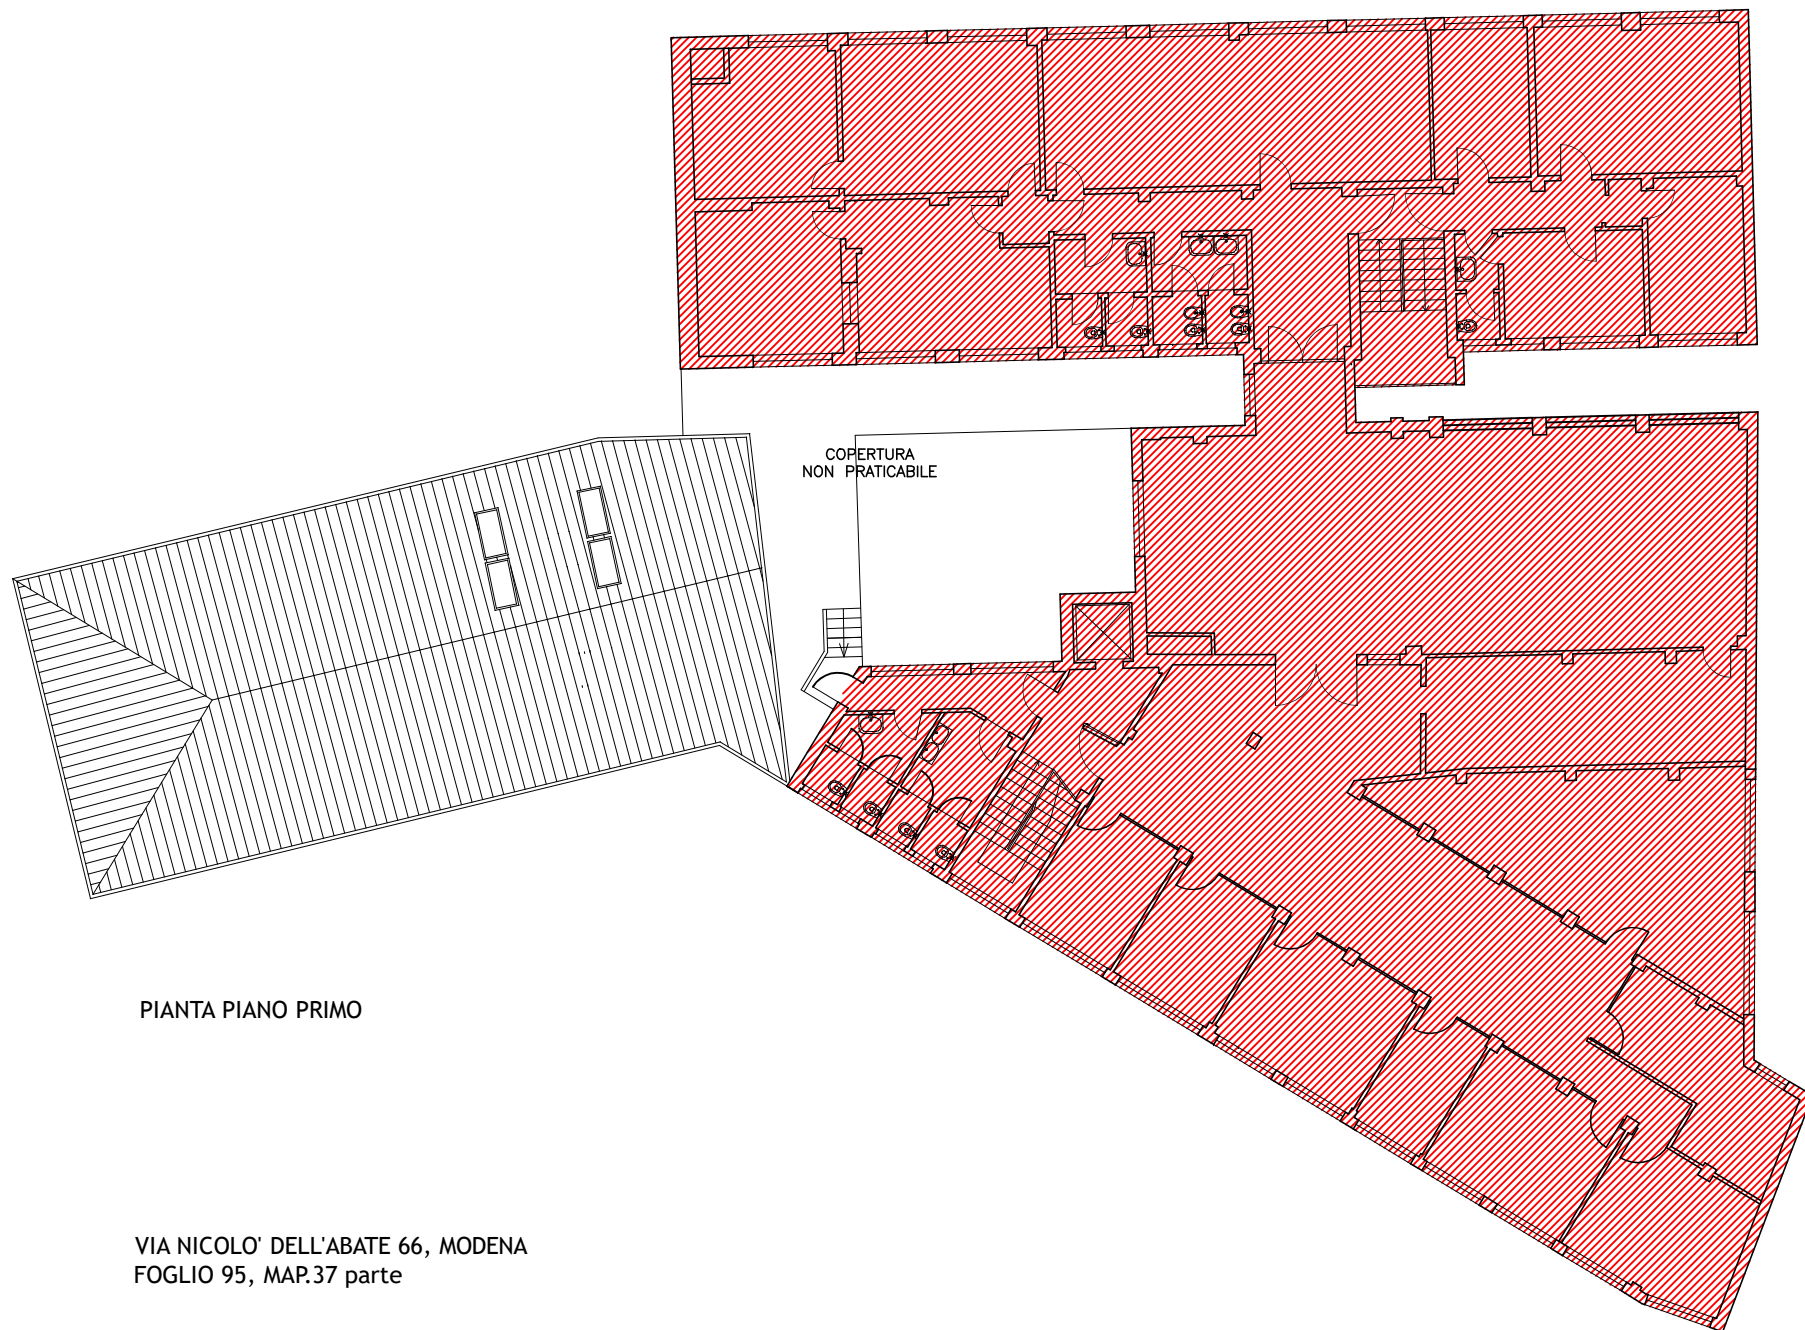 COPERTURA
NON PRATICABILE
PIANTA PIANO PRIMO
VIA NICOLO' DELL'ABATE 66, MODENA
FOGLIO 95, MAP.37 parte